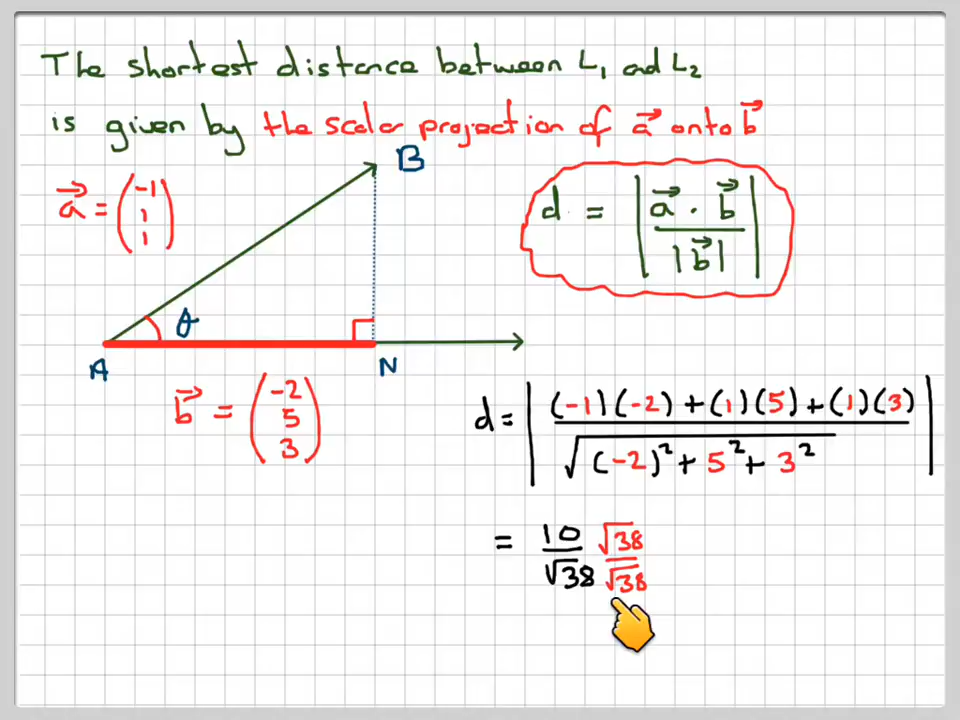 The shortest distance between L₁ ad L₂
is given by the scalar projection of a⃗ onto b⃗
B
a⃗ = (-1 1 1)
d = | a⃗ . b⃗ / |b⃗| |
θ
A
N
b⃗ = (-2 5 3)
d = | (-1)(-2) + (1)(5) + (1)(3) / √(-2)² + 5² + 3² |
= 10/√38 √38/√38